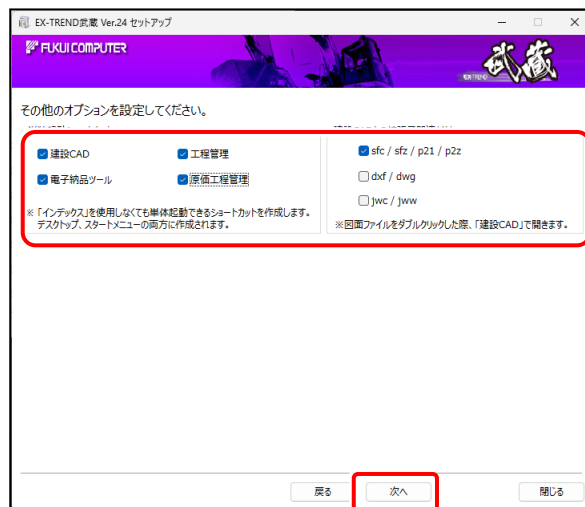 EX-TREND武蔵 Ver.24 セットアップ
FUKUI COMPUTER
EX-TREND 武蔵
その他のオプションを設定してください。
建設CAD
工程管理
電子納品ツール
原価工程管理
※「インデックス」を使用しなくても単体起動できるショートカットを作成します。
デスクトップ、スタートメニューの両方に作成されます。
sfc / sfz / p21 / p2z
dxf / dwg
jwc / jww
※図面ファイルをダブルクリックした際、「建設CAD」で開きます。
戻る
次へ
閉じる